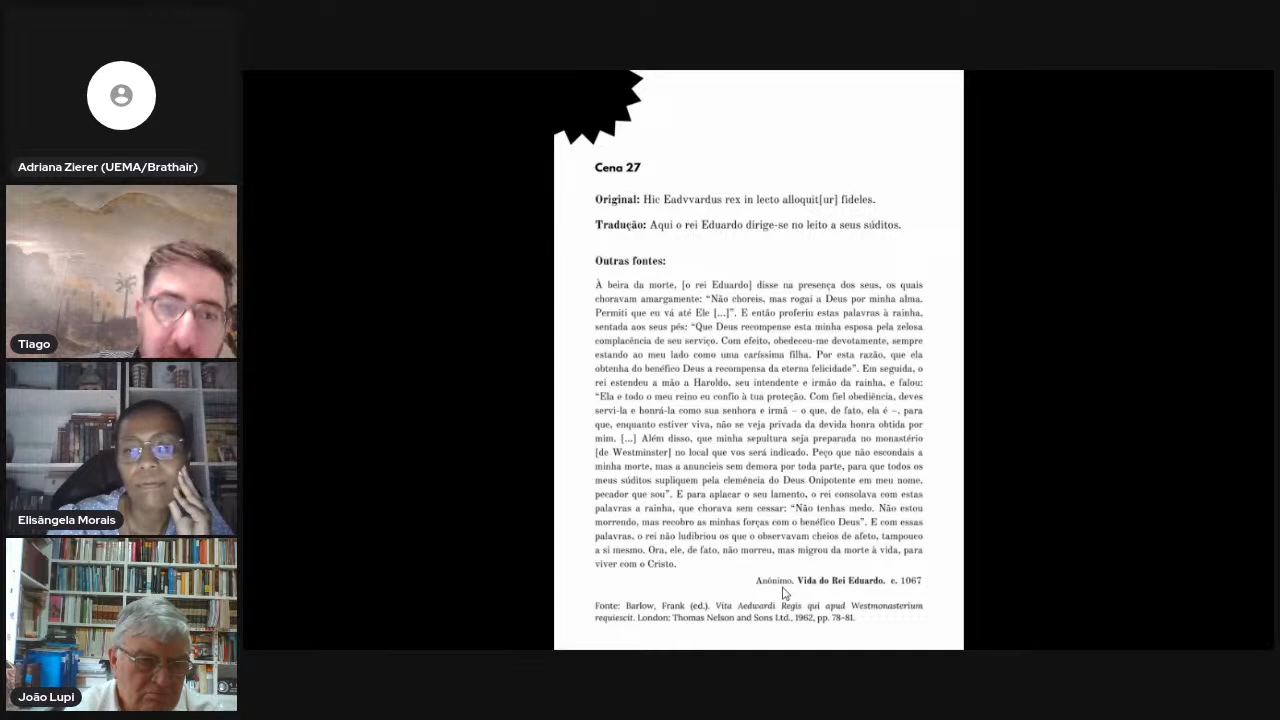 Adriana Zierer (UEMA/Brathair)
Tiago
Elisângela Morais
João Lupi
Cena 27
Original: Hic Eadvvardus rex in lecto alloquit[ur] fideles.
Tradução: Aqui o rei Eduardo dirige-se no leito a seus súditos.
Outras fontes:
À beira da morte, [o rei Eduardo] disse na presença dos seus, os quais
choravam amargamente: “Não choreis, mas rogai a Deus por minha alma.
Permiti que eu vá até Ele [...]”. E então proferiu estas palavras à rainha,
sentada aos seus pés: “Que Deus recompense esta minha esposa pela zelosa
complacência de seu serviço. Com efeito, obedeceu-me devotamente, sempre
estando ao meu lado como uma caríssima filha. Por esta razão, que ela
obtenha do benéfico Deus a recompensa da eterna felicidade”. Em seguida, o
rei estendeu a mão a Haroldo, seu intendente e irmão da rainha, e falou:
“Ela e todo o meu reino eu confio à tua proteção. Com fiel obediência, deves
servi-la e honrá-la como sua senhora e irmã – o que, de fato, ela é –, para
que, enquanto estiver viva, não se veja privada da devida honra obtida por
mim. [...] Além disso, que minha sepultura seja preparada no monastério
[de Westminster] no local que vos será indicado. Peço que não escondais a
minha morte, mas a anuncieis sem demora por toda parte, para que todos os
meus súditos supliquem pela clemência do Deus Onipotente em meu nome,
pecador que sou”. E para aplacar o seu lamento, o rei consolava com estas
palavras a rainha, que chorava sem cessar: “Não tenhas medo. Não estou
morrendo, mas recobro as minhas forças com o benéfico Deus”. E com essas
palavras, o rei não ludibriou os que o observavam cheios de afeto, tampouco
a si mesmo. Ora, ele, de fato, não morreu, mas migrou da morte à vida, para
viver com o Cristo.
Anônimo. Vida do Rei Eduardo. c. 1067
Fonte: Barlow, Frank (ed.). Vita Aedwardi Regis qui apud Westmonasterium
requiescit. London: Thomas Nelson and Sons Ltd., 1962, pp. 78-81.